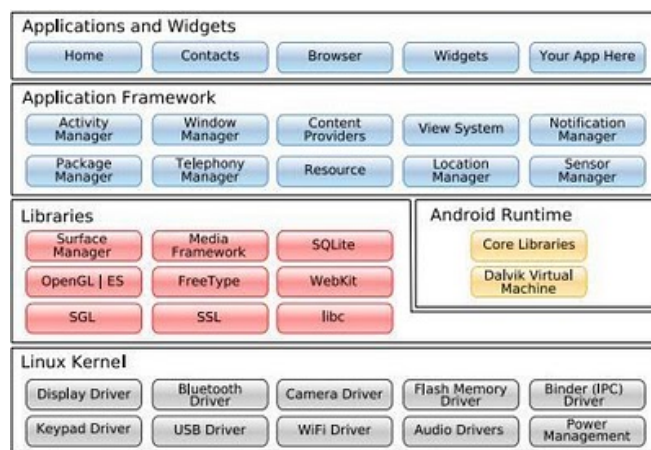 Applications and Widgets
Home
Contacts
Browser
Widgets
Your App Here
Application Framework
Activity
Manager
Window
Manager
Content
Providers
View System
Notification
Manager
Package
Manager
Telephony
Manager
Resource
Location
Manager
Sensor
Manager
Libraries
Surface
Manager
Media
Framework
SQLite
OpenGL | ES
FreeType
WebKit
SGL
SSL
libc
Android Runtime
Core Libraries
Dalvik Virtual
Machine
Linux Kernel
Display Driver
Bluetooth
Driver
Camera Driver
Flash Memory
Driver
Binder (IPC)
Driver
Keypad Driver
USB Driver
WiFi Driver
Audio Drivers
Power
Management